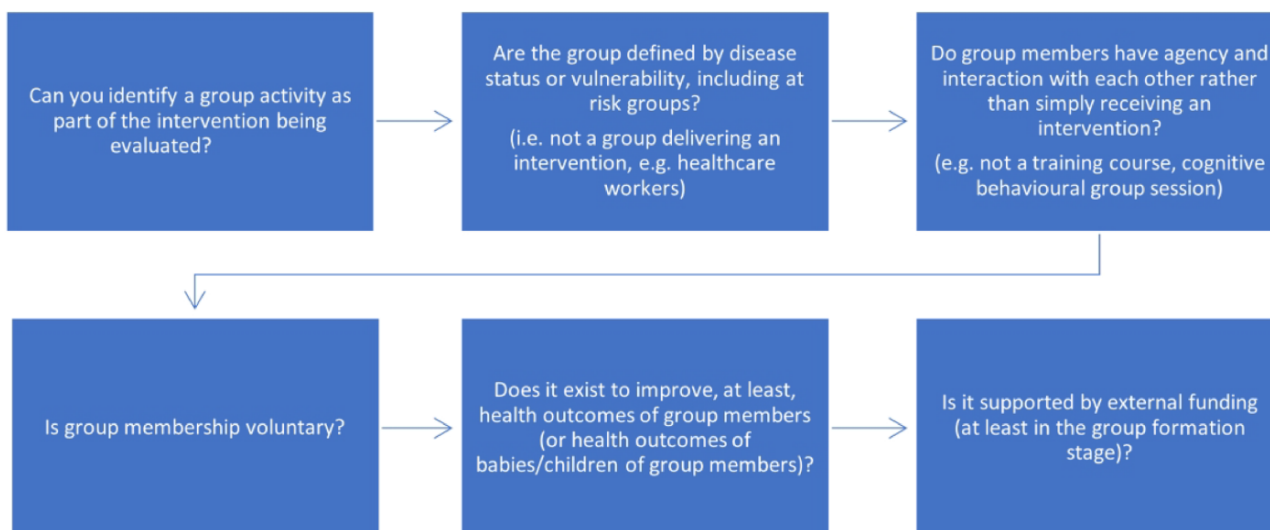 Can you identify a group activity as
part of the intervention being
evaluated?
Are the group defined by disease
status or vulnerability, including at
risk groups?
(i.e. not a group delivering an
intervention, e.g. healthcare
workers)
Do group members have agency and
interaction with each other rather
than simply receiving an
intervention?
(e.g. not a training course, cognitive
behavioural group session)
Is group membership voluntary?
Does it exist to improve, at least,
health outcomes of group members
(or health outcomes of
babies/children of group members)?
Is it supported by external funding
(at least in the group formation
stage)?